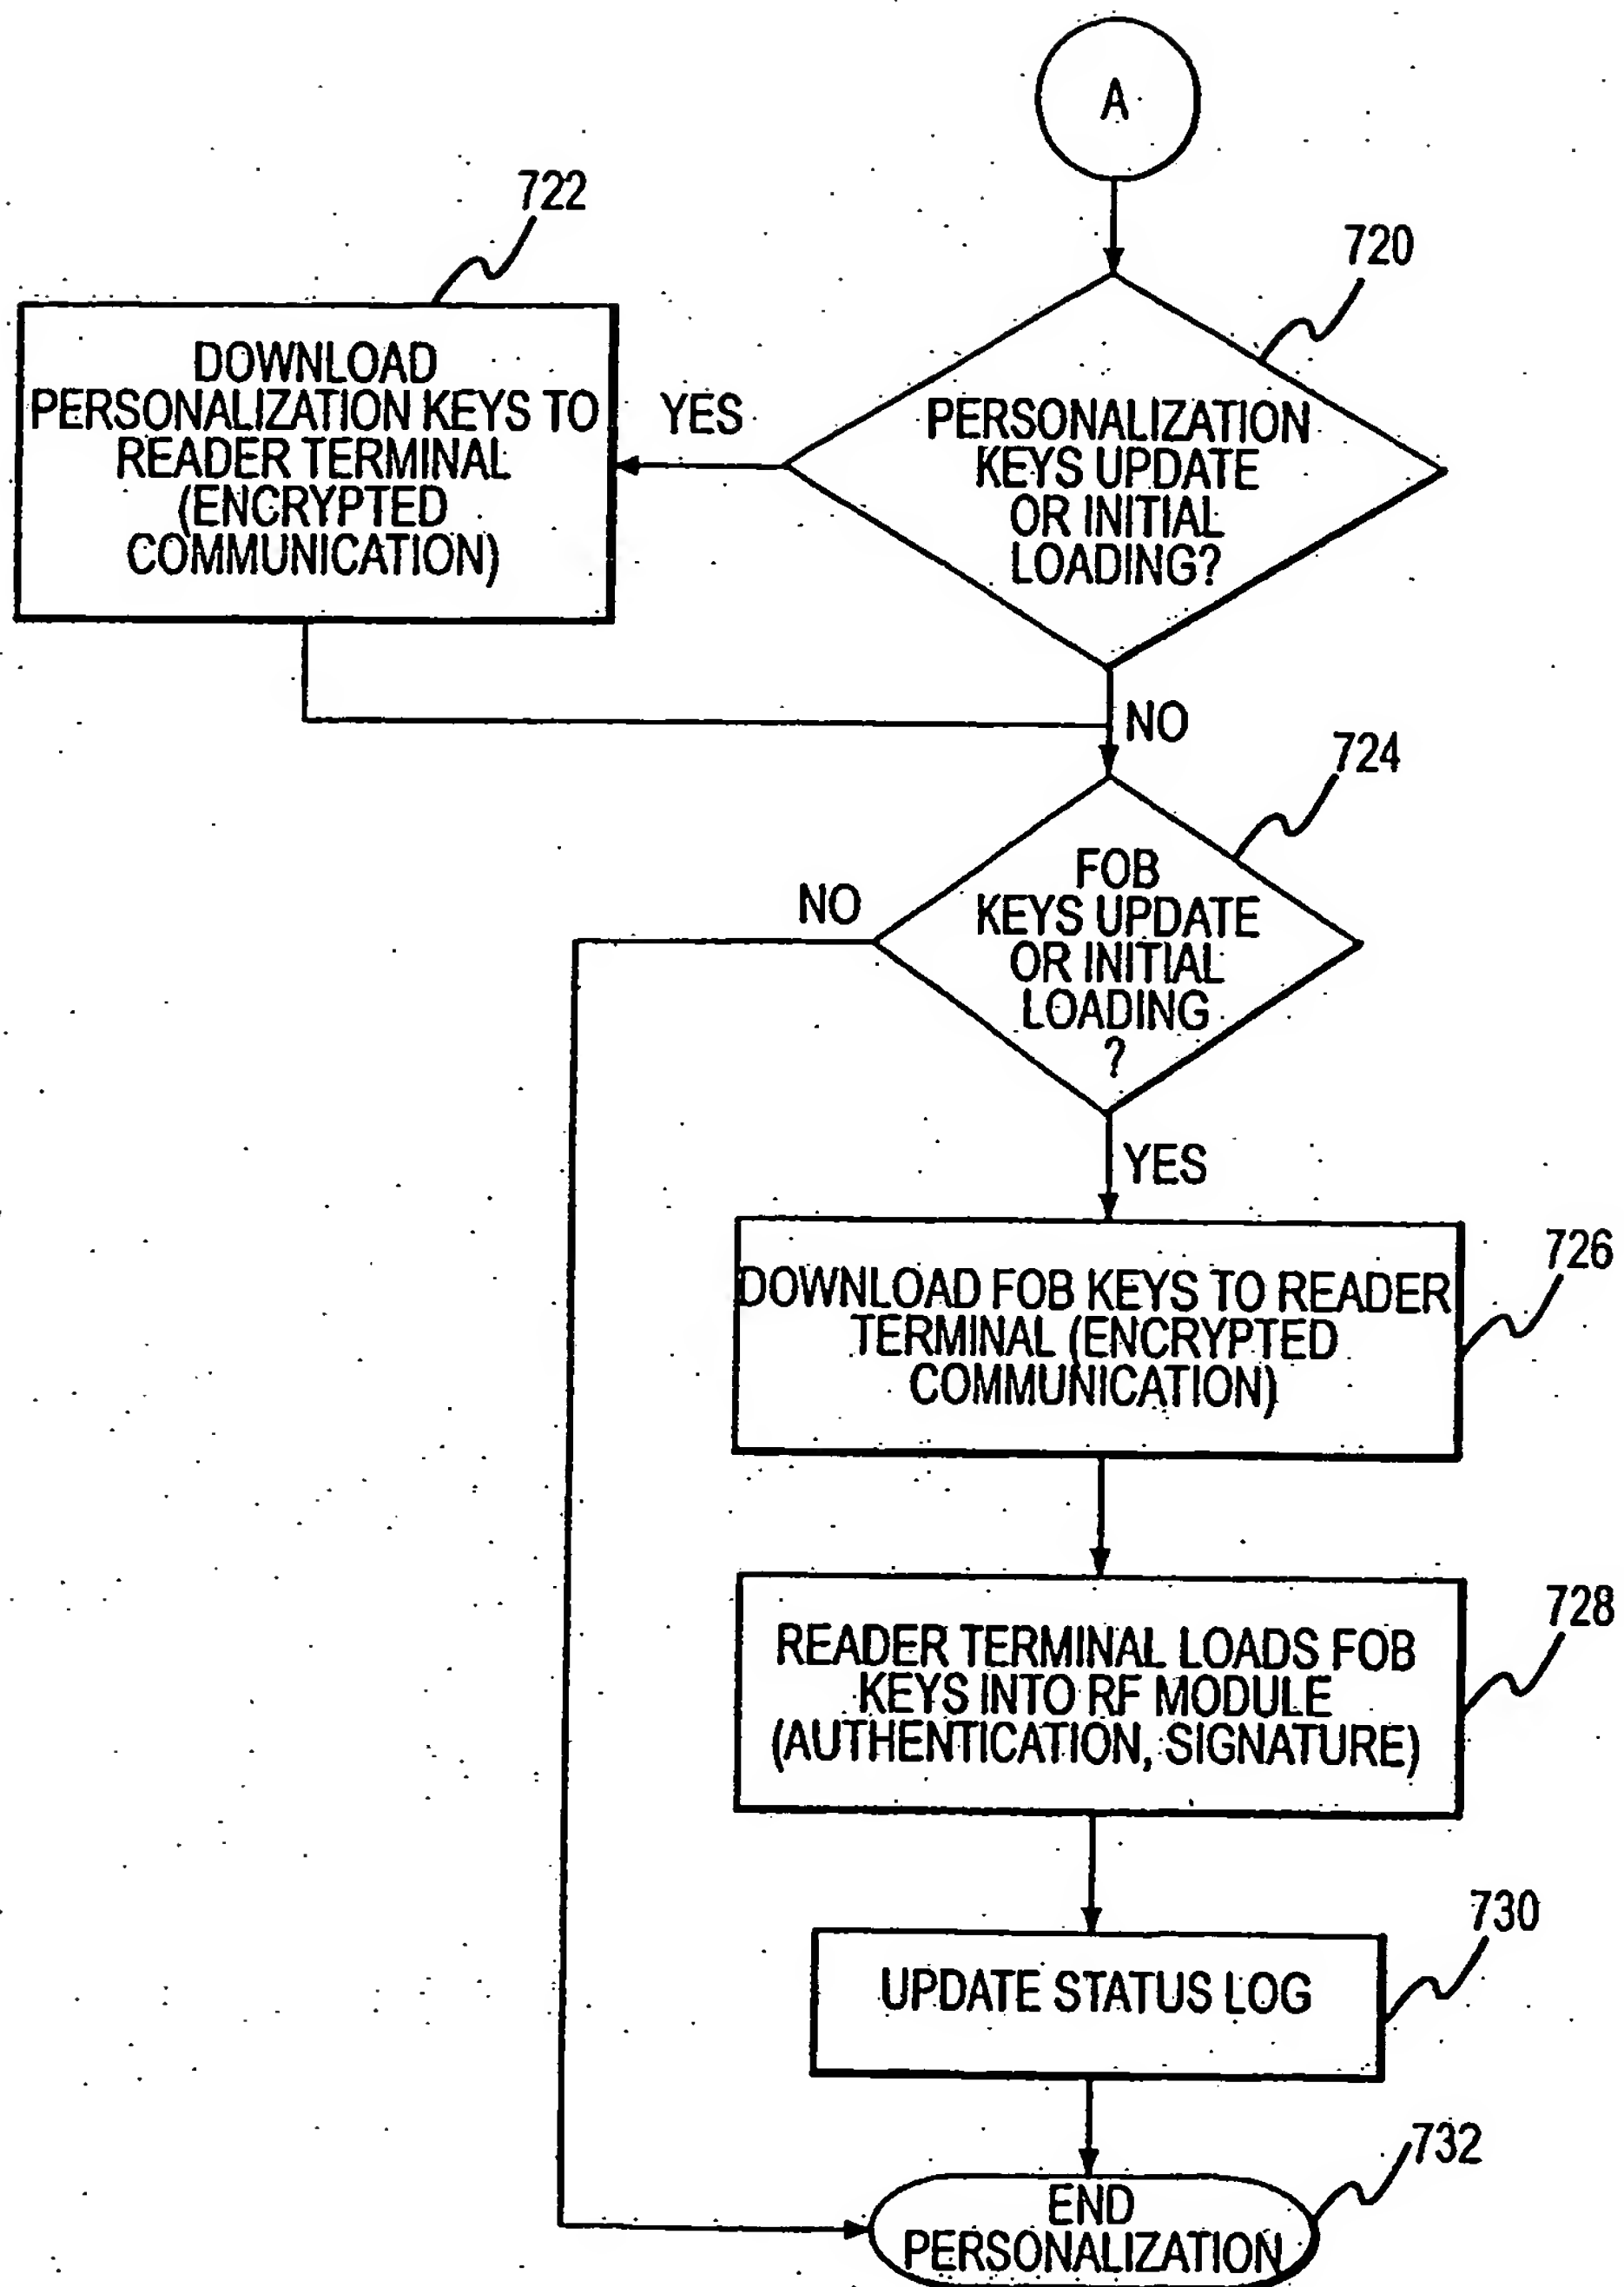 A
722
720
DOWNLOAD
PERSONALIZATION KEYS TO
READER TERMINAL
(ENCRYPTED
COMMUNICATION)
YES
PERSONALIZATION
KEYS UPDATE
OR INITIAL
LOADING?
NO
724
NO
FOB
KEYS UPDATE
OR INITIAL
LOADING
?
YES
726
DOWNLOAD FOB KEYS TO READER
TERMINAL (ENCRYPTED
COMMUNICATION)
728
READER TERMINAL LOADS FOB
KEYS INTO RF MODULE
(AUTHENTICATION, SIGNATURE)
730
UPDATE STATUS LOG
732
END
PERSONALIZATION